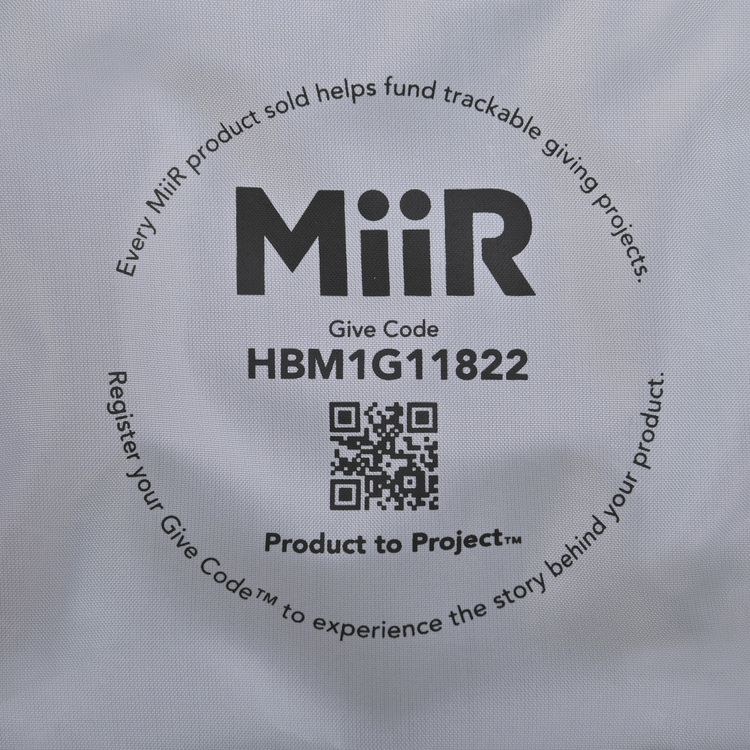 Every MiiR product sold helps fund trackable giving projects.
MiiR
Give Code
HBM1G11822
Product to Project™
Register your Give Code™ to experience the story behind your product.